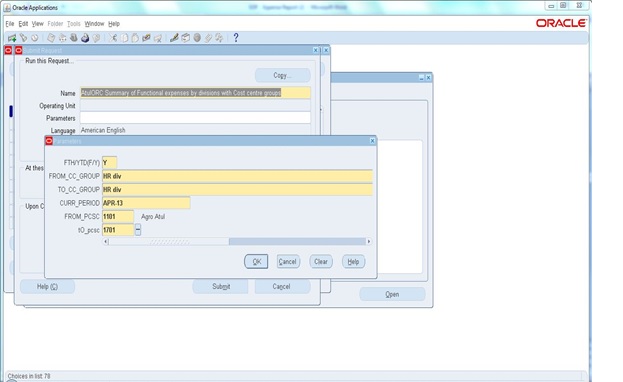 Oracle Applications
File Edit View Folder Tools Window Help
ORACLE
Submit Request
Run this Request...
Copy...
Name AtulORC Summary of Functional expenses by divisions with Cost centre groups
Operating Unit
Parameters
Language American English
Parameters
FTH/YTD(F/Y) Y
At thes
FROM_CC_GROUP HR div
TO_CC_GROUP HR div
Upon C
CURR_PERIOD APR-13
FROM_PCSC 1101 Agro Atul
tO_pcsc 1701
OK Cancel Clear Help
Help (C) Submit Cancel
Open
Choices in list: 78